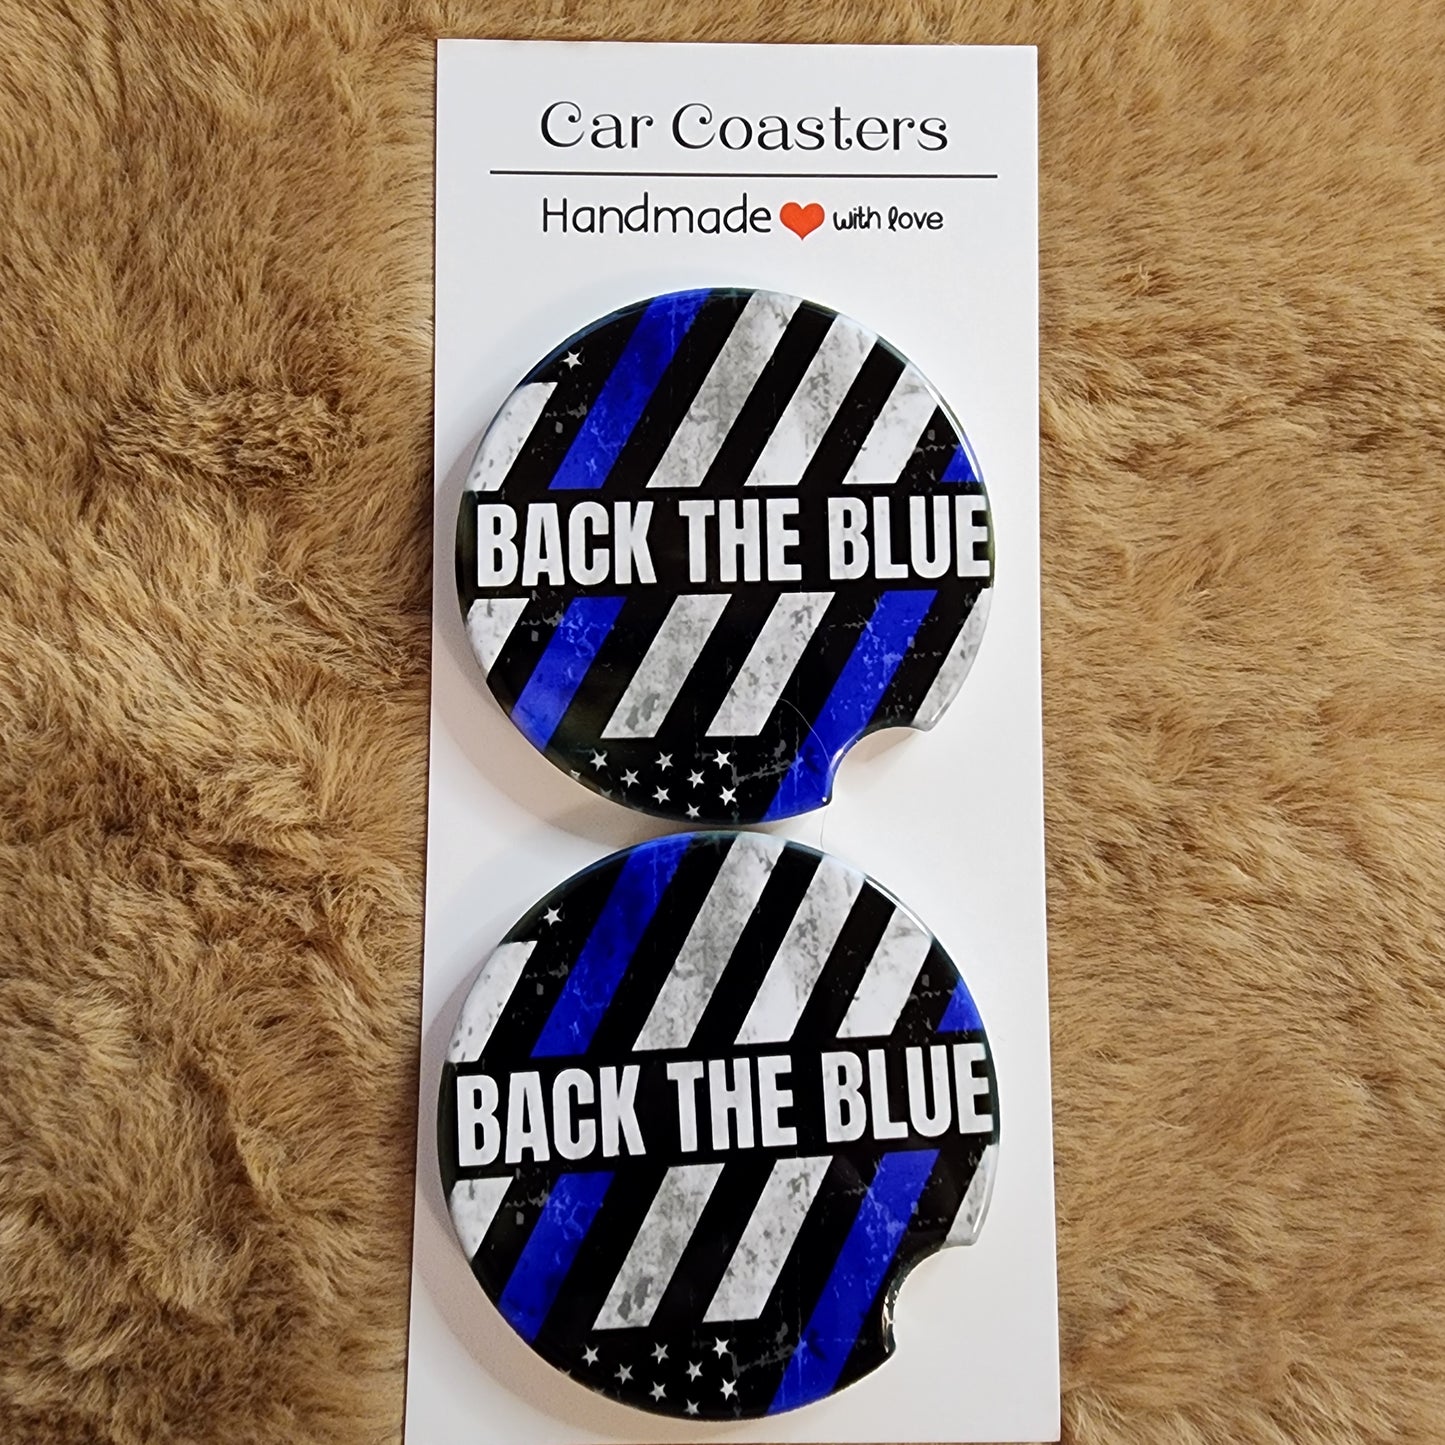 Car Coasters
Handmade with love
BACK THE BLUE
BACK THE BLUE